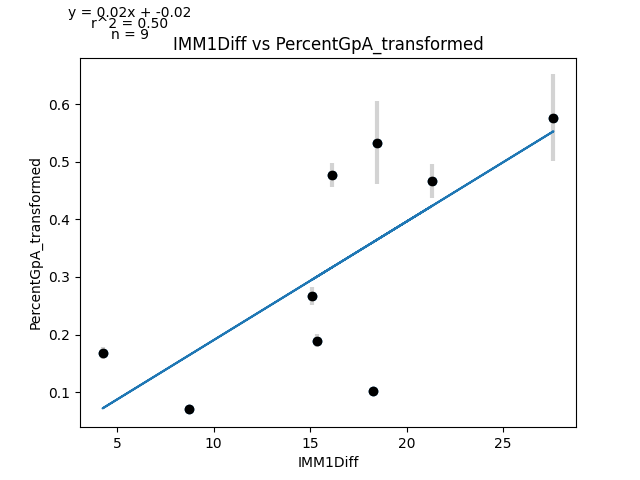 y = 0.02x + -0.02
r^2 = 0.50
n = 9
IMM1Diff vs PercentGpA_transformed
PercentGpA_transformed
0.6
0.5
0.4
0.3
0.2
0.1
5 10 15 20 25
IMM1Diff